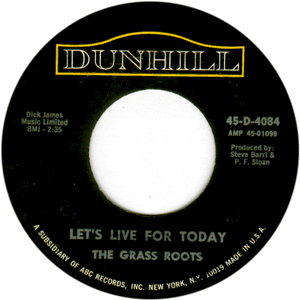 DUNHILL
Dick James
Music Limited
BMI - 2:35
45-D-4084
AMP 45-01099
Produced by:
Steve Barri &
P. F. Sloan
LET'S LIVE FOR TODAY
THE GRASS ROOTS
A SUBSIDIARY OF ABC RECORDS, INC. NEW YORK, N.Y. 10019 MADE IN U.S.A.